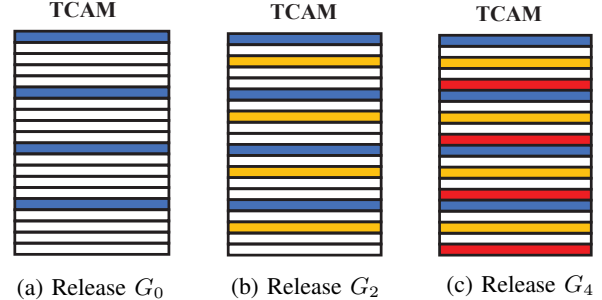 TCAM TCAM TCAM
(a) Release G₀ (b) Release G₂ (c) Release G₄